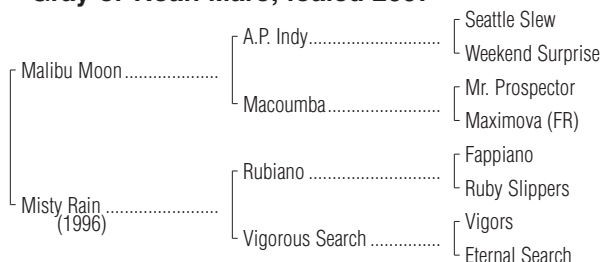 Seattle Slew
A.P. Indy
Weekend Surprise
Malibu Moon
Mr. Prospector
Macoumba
Maximova (FR)
Fappiano
Rubiano
Ruby Slippers
Misty Rain
(1996)
Vigors
Vigorous Search
Eternal Search